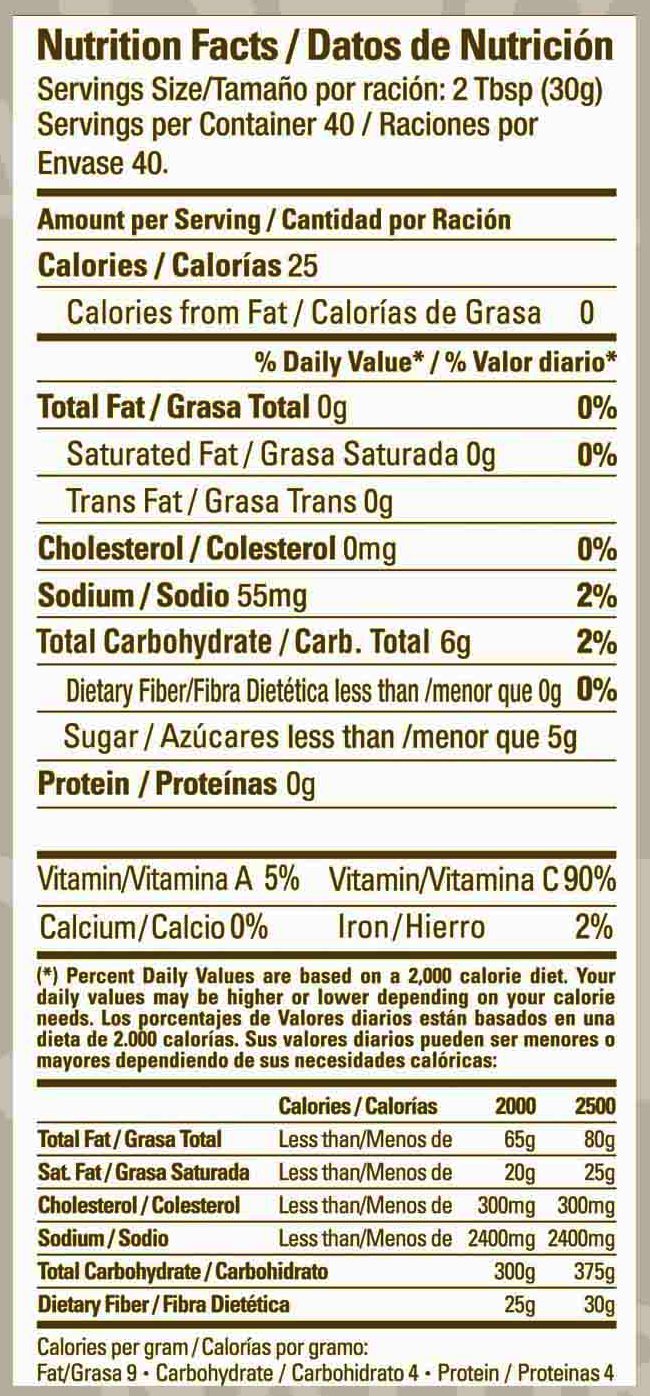 Nutrition Facts / Datos de Nutrición
Servings Size/Tamaño por ración: 2 Tbsp (30g)
Servings per Container 40 / Raciones por
Envase 40.
Amount per Serving / Cantidad por Ración
Calories / Calorías 25
Calories from Fat / Calorías de Grasa 0
% Daily Value* / % Valor diario*
Total Fat / Grasa Total 0g 0%
Saturated Fat / Grasa Saturada 0g 0%
Trans Fat / Grasa Trans 0g
Cholesterol / Colesterol 0mg 0%
Sodium / Sodio 55mg 2%
Total Carbohydrate / Carb. Total 6g 2%
Dietary Fiber/Fibra Dietética less than /menor que 0g 0%
Sugar / Azúcares less than /menor que 5g
Protein / Proteínas 0g
Vitamin/Vitamina A 5% Vitamin/Vitamina C 90%
Calcium/Calcio 0% Iron/Hierro 2%
(*) Percent Daily Values are based on a 2,000 calorie diet. Your
daily values may be higher or lower depending on your calorie
needs. Los porcentajes de Valores diarios están basados en una
dieta de 2.000 calorías. Sus valores diarios pueden ser menores o
mayores dependiendo de sus necesidades calóricas:
Calories / Calorías 2000 2500
Total Fat / Grasa Total Less than/Menos de 65g 80g
Sat. Fat / Grasa Saturada Less than/Menos de 20g 25g
Cholesterol / Colesterol Less than/Menos de 300mg 300mg
Sodium / Sodio Less than/Menos de 2400mg 2400mg
Total Carbohydrate / Carbohidrato 300g 375g
Dietary Fiber / Fibra Dietética 25g 30g
Calories per gram / Calorías por gramo:
Fat/Grasa 9 • Carbohydrate / Carbohidrato 4 • Protein / Proteinas 4